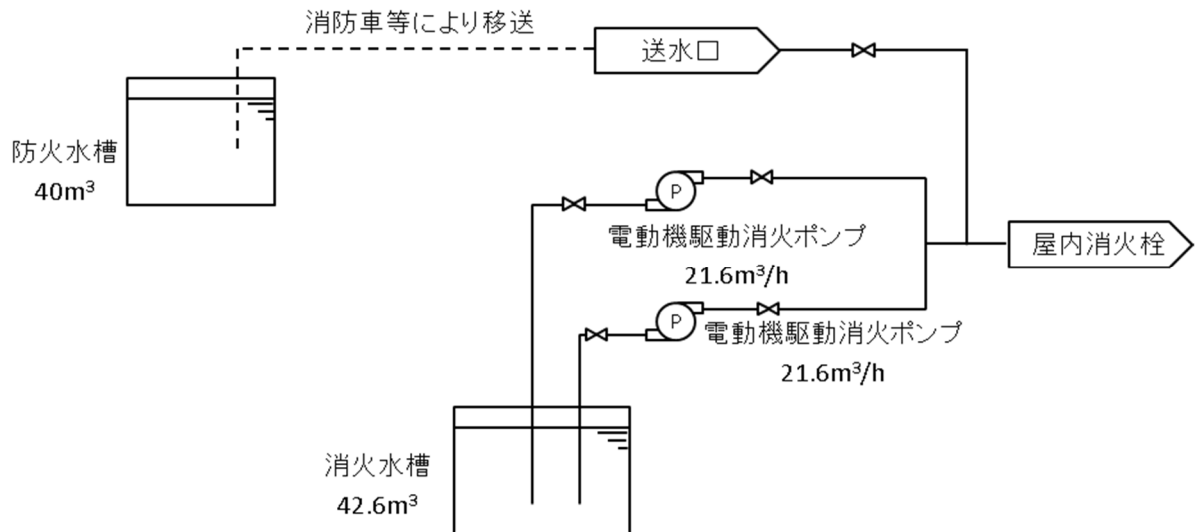 消防車等により移送
送水口
防火水槽
40m³
P
電動機駆動消火ポンプ
21.6m³/h
屋内消火栓
P
電動機駆動消火ポンプ
21.6m³/h
消火水槽
42.6m³